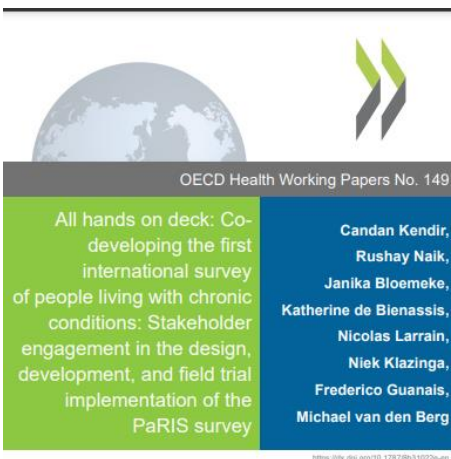 OECD Health Working Papers No. 149
All hands on deck: Co-
developing the first
international survey
of people living with chronic
conditions: Stakeholder
engagement in the design,
development, and field trial
implementation of the
PaRIS survey
Candan Kendir,
Rushay Naik,
Janika Bloemeke,
Katherine de Bienassis,
Nicolas Larrain,
Niek Klazinga,
Frederico Guanais,
Michael van den Berg